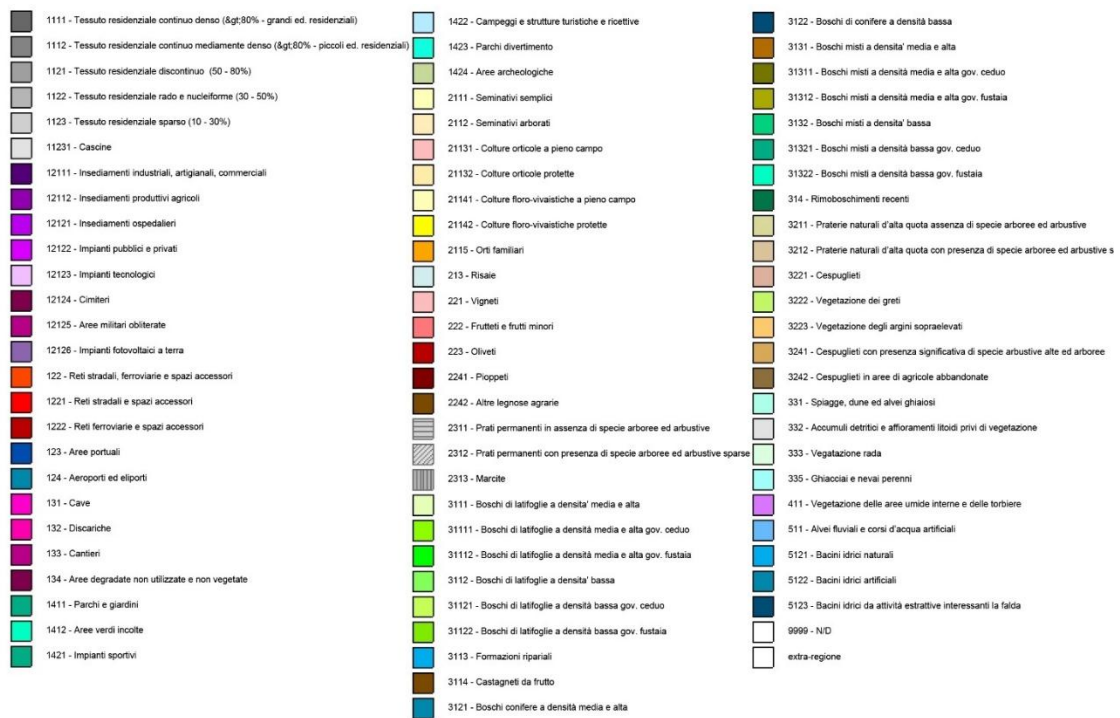 1111 - Tessuto residenziale continuo denso (&gt;80% - grandi ed. residenziali)
1112 - Tessuto residenziale continuo mediamente denso (&gt;80% - piccoli ed. residenziali)
1121 - Tessuto residenziale discontinuo (50 - 80%)
1122 - Tessuto residenziale rado e nucleiforme (30 - 50%)
1123 - Tessuto residenziale sparso (10 - 30%)
11231 - Cascine
12111 - Insediamenti industriali, artigianali, commerciali
12112 - Insediamenti produttivi agricoli
12121 - Insediamenti ospedalieri
12122 - Impianti pubblici e privati
12123 - Impianti tecnologici
12124 - Cimiteri
12125 - Aree militari obliterate
12126 - Impianti fotovoltaici a terra
122 - Reti stradali, ferroviarie e spazi accessori
1221 - Reti stradali e spazi accessori
1222 - Reti ferroviarie e spazi accessori
123 - Aree portuali
124 - Aeroporti ed eliporti
131 - Cave
132 - Discariche
133 - Cantieri
134 - Aree degradate non utilizzate e non vegetate
1411 - Parchi e giardini
1412 - Aree verdi incolte
1421 - Impianti sportivi
1422 - Campeggi e strutture turistiche e ricettive
1423 - Parchi divertimento
1424 - Aree archeologiche
2111 - Seminativi semplici
2112 - Seminativi arborati
21131 - Colture orticole a pieno campo
21132 - Colture orticole protette
21141 - Colture floro-vivaistiche a pieno campo
21142 - Colture floro-vivaistiche protette
2115 - Orti familiari
213 - Risaie
221 - Vigneti
222 - Frutteti e frutti minori
223 - Oliveti
2241 - Pioppeti
2242 - Altre legnose agrarie
2311 - Prati permanenti in assenza di specie arboree ed arbustive
2312 - Prati permanenti con presenza di specie arboree ed arbustive sparse
2313 - Marcite
3111 - Boschi di latifoglie a densita' media e alta
31111 - Boschi di latifoglie a densità media e alta gov. ceduo
31112 - Boschi di latifoglie a densità media e alta gov. fustaia
3112 - Boschi di latifoglie a densita' bassa
31121 - Boschi di latifoglie a densità bassa gov. ceduo
31122 - Boschi di latifoglie a densità bassa gov. fustaia
3113 - Formazioni ripariali
3114 - Castagneti da frutto
3121 - Boschi conifere a densità media e alta
3122 - Boschi di conifere a densità bassa
3131 - Boschi misti a densita' media e alta
31311 - Boschi misti a densità media e alta gov. ceduo
31312 - Boschi misti a densità media e alta gov. fustaia
3132 - Boschi misti a densita' bassa
31321 - Boschi misti a densità bassa gov. ceduo
31322 - Boschi misti a densità bassa gov. fustaia
314 - Rimboschimenti recenti
3211 - Praterie naturali d'alta quota assenza di specie arboree ed arbustive
3212 - Praterie naturali d'alta quota con presenza di specie arboree ed arbustive s
3221 - Cespuglieti
3222 - Vegetazione dei greti
3223 - Vegetazione degli argini sopraelevati
3241 - Cespuglieti con presenza significativa di specie arbustive alte ed arboree
3242 - Cespuglieti in aree di agricole abbandonate
331 - Spiagge, dune ed alvei ghiaiosi
332 - Accumuli detritici e affioramenti litoidi privi di vegetazione
333 - Vegatazione rada
335 - Ghiacciai e nevai perenni
411 - Vegetazione delle aree umide interne e delle torbiere
511 - Alvei fluviali e corsi d'acqua artificiali
5121 - Bacini idrici naturali
5122 - Bacini idrici artificiali
5123 - Bacini idrici da attività estrattive interessanti la falda
9999 - N/D
extra-regione